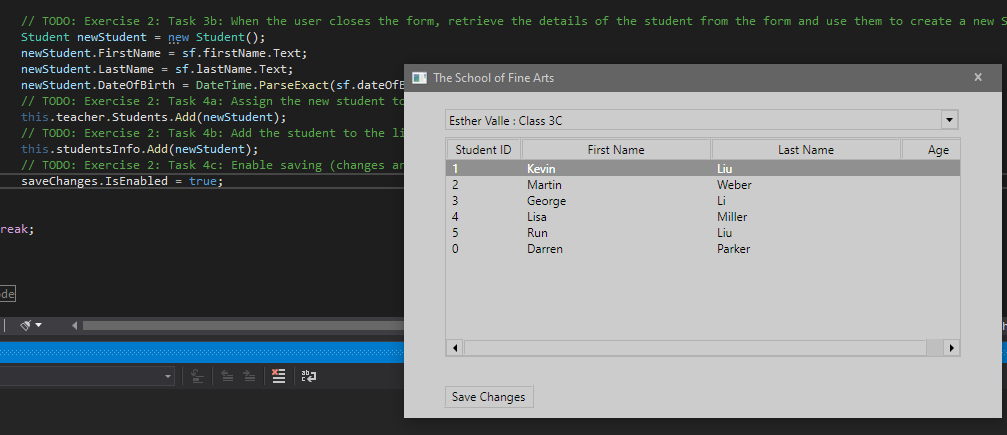 // TODO: Exercise 2: Task 3b: When the user closes the form, retrieve the details of the student from the form and use them to create a new S
Student newStudent = new Student();
newStudent.FirstName = sf.firstName.Text;
newStudent.LastName = sf.lastName.Text;
newStudent.DateOfBirth = DateTime.ParseExact(sf.dateOfB
// TODO: Exercise 2: Task 4a: Assign the new student to
this.teacher.Students.Add(newStudent);
// TODO: Exercise 2: Task 4b: Add the student to the li
this.studentsInfo.Add(newStudent);
// TODO: Exercise 2: Task 4c: Enable saving (changes ar
saveChanges.IsEnabled = true;
reak;
ode
The School of Fine Arts
Esther Valle : Class 3C
Student ID First Name Last Name Age
1 Kevin Liu
2 Martin Weber
3 George Li
4 Lisa Miller
5 Run Liu
0 Darren Parker
Save Changes